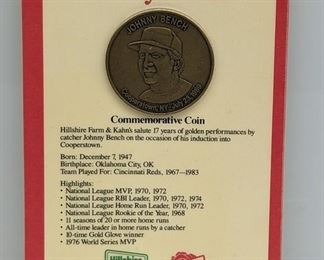 JOHNNY BENCH
Cooperstown, NY - July 23, 1989
Commemorative Coin
Hillshire Farm & Kahn's salute 17 years of golden performances by
catcher Johnny Bench on the occasion of his induction into
Cooperstown.
Born: December 7, 1947
Birthplace: Oklahoma City, OK
Team Played For: Cincinnati Reds, 1967—1983
Highlights:
• National League MVP, 1970, 1972
• National League RBI Leader, 1970, 1972, 1974
• National League Home Run Leader, 1970, 1972
• National League Rookie of the Year, 1968
• 11 seasons of 20 or more home runs
• All-time leader in home runs by a catcher
• 10-time Gold Glove winner
• 1976 World Series MVP
Hillshire